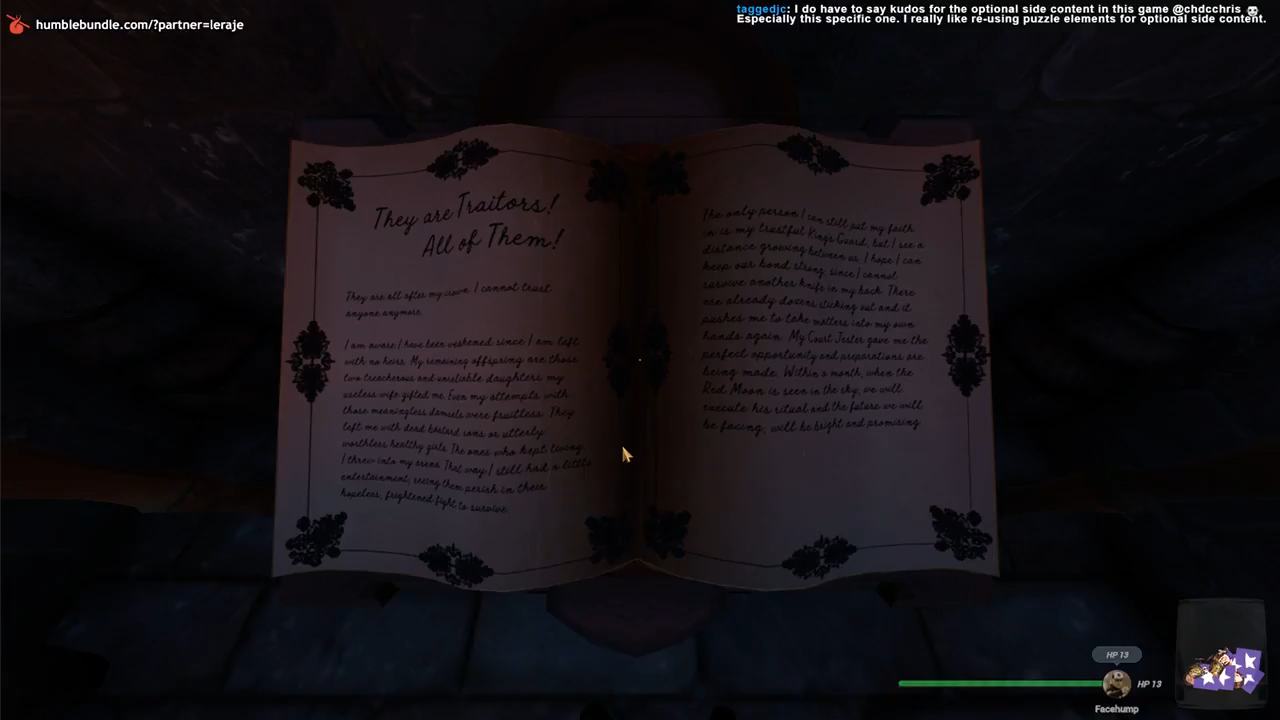 humblebundle.com/?partner=leraje
taggedjc: I do have to say kudos for the optional side content in this game @chdcchris
Especially this specific one. I really like re-using puzzle elements for optional side content.
They are Traitors!
All of Them!
They are all after my crown. I cannot trust
anyone anymore.
I am aware I have been weakened since I am left
with no heirs. My remaining offspring are those
two treacherous and unreliable daughters my
useless wife gifted me. Even my attempts with
those meaningless damsels were fruitless. They
left me with dead bastard sons or utterly
worthless healthy girls. The ones who kept living,
I threw into my arena. That way I still had a little
entertainment, seeing them perish in their
hopeless, frightened fight to survive.
The only person I can still put my faith
in is my trustful Kings Guard, but I see a
distance growing between us. I hope I can
keep our bond strong, since I cannot
survive another knife in my back. There
are already dozens sticking out and it
pushes me to take matters into my own
hands again. My Court Jester gave me the
perfect opportunity and preparations are
being made. Within a month, when the
Red Moon is seen in the sky, we will
execute his ritual and the future we will
be facing, will be bright and promising.
HP 13
HP 13
Facehump